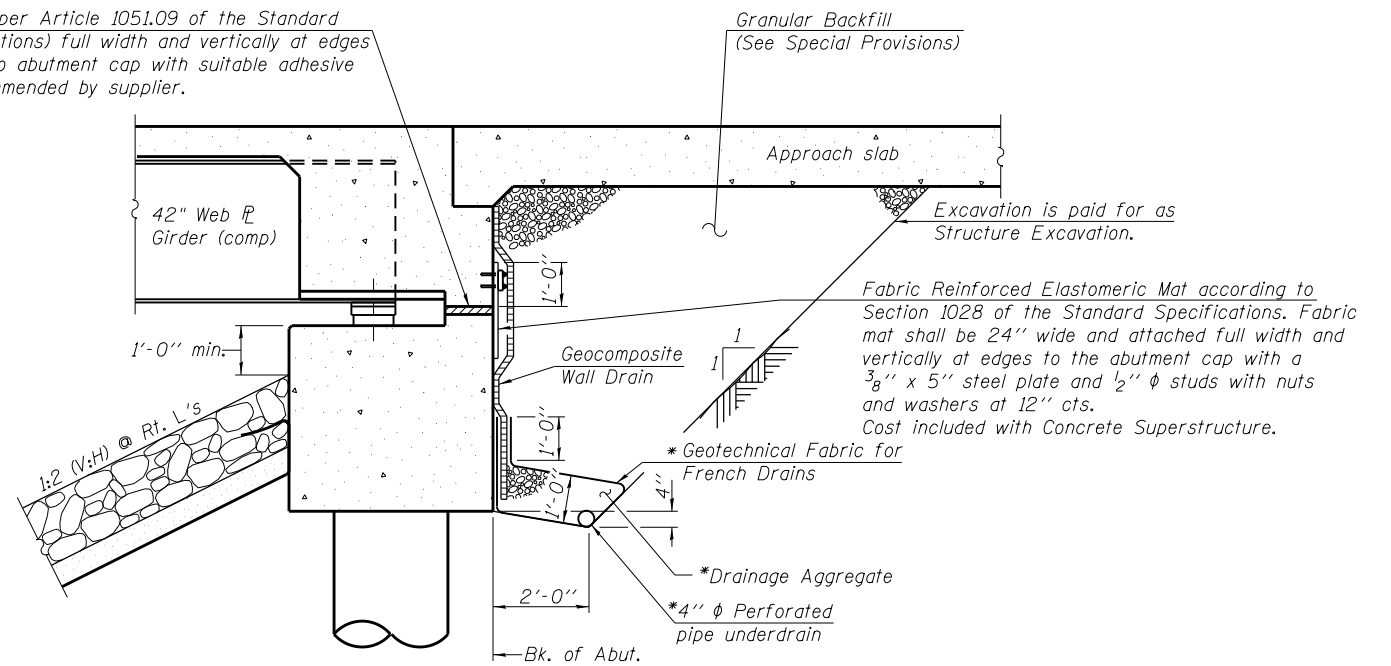 per Article 1051.09 of the Standard
tions) full width and vertically at edges
o abutment cap with suitable adhesive
mended by supplier.
Granular Backfill
(See Special Provisions)
Approach slab
42" Web ⅊
Girder (comp)
Excavation is paid for as
Structure Excavation.
1'-0"
Fabric Reinforced Elastomeric Mat according to
Section 1028 of the Standard Specifications. Fabric
mat shall be 24" wide and attached full width and
vertically at edges to the abutment cap with a
3/8" x 5" steel plate and 1/2" ϕ studs with nuts
and washers at 12" cts.
Cost included with Concrete Superstructure.
1'-0" min.
Geocomposite
Wall Drain
1
1
1:2 (V:H) @ Rt. L's
1'-0"
* Geotechnical Fabric for
French Drains
1'-0"
4"
*Drainage Aggregate
2'-0"
*4" ϕ Perforated
pipe underdrain
Bk. of Abut.